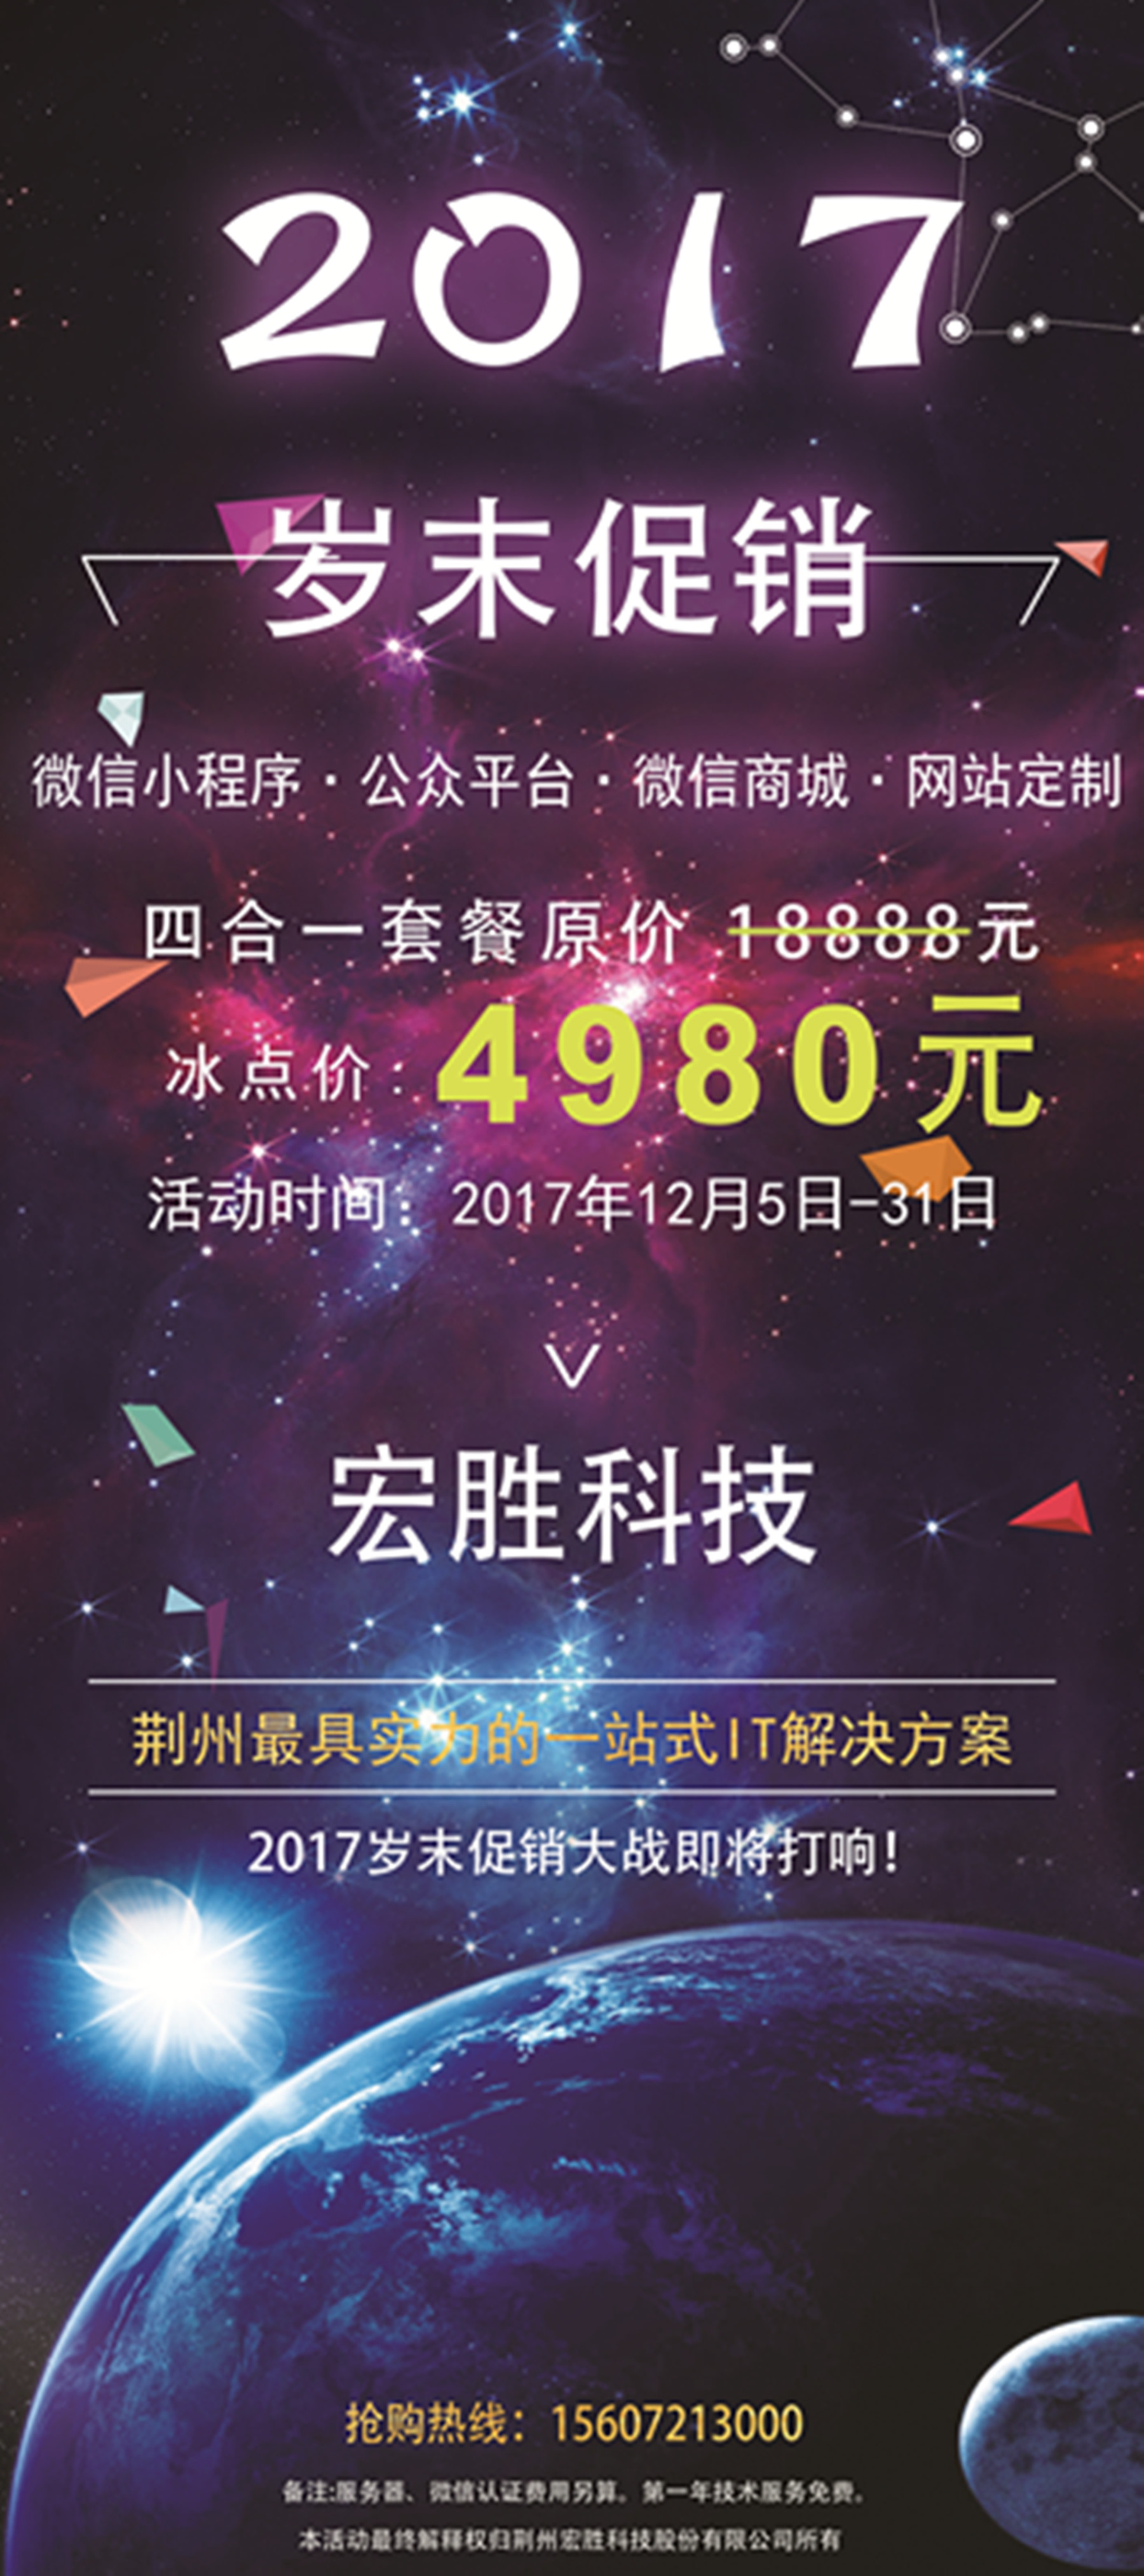 2017
岁末促销
微信小程序·公众平台·微信商城·网站定制
四合一套餐原价 18888元
冰点价：4980元
活动时间：2017年12月5日-31日
宏胜科技
荆州最具实力的一站式IT解决方案
2017岁末促销大战即将打响！
抢购热线：15607213000
备注:服务器、微信认证费用另算。第一年技术服务免费。
本活动最终解释权归荆州宏胜科技股份有限公司所有